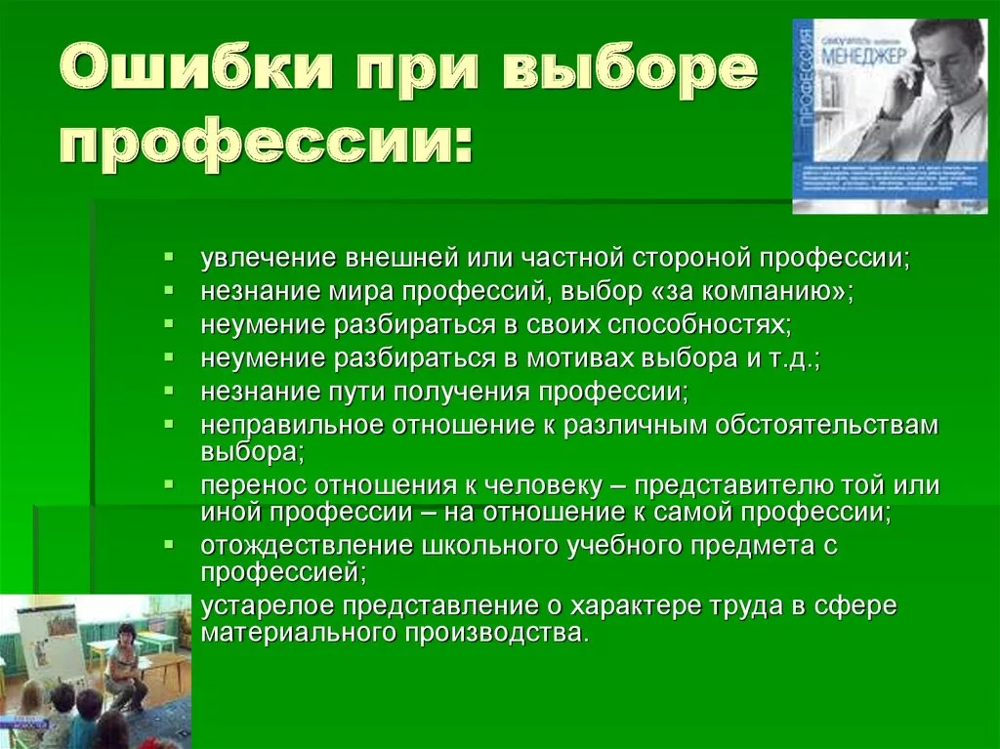 Ошибки при выборе
профессии:
ПРОФЕССИЯ
МЕНЕДЖЕР
▪ увлечение внешней или частной стороной профессии;
▪ незнание мира профессий, выбор «за компанию»;
▪ неумение разбираться в своих способностях;
▪ неумение разбираться в мотивах выбора и т.д.;
▪ незнание пути получения профессии;
▪ неправильное отношение к различным обстоятельствам
выбора;
▪ перенос отношения к человеку – представителю той или
иной профессии – на отношение к самой профессии;
▪ отождествление школьного учебного предмета с
профессией;
устарелое представление о характере труда в сфере
материального производства.